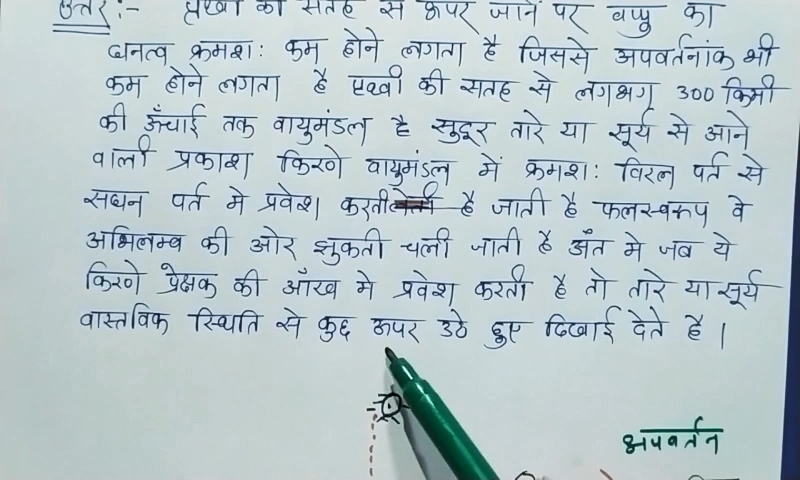 उत्तर:- पृथ्वी की सतह से ऊपर जाने पर वायु का
घनत्व क्रमश: कम होने लगता है जिससे अपवर्तनांक भी
कम होने लगता है पृथ्वी की सतह से लगभग 300 किमी
की ऊँचाई तक वायुमंडल है सुदूर तारे या सूर्य से आने
वाली प्रकाश किरणे वायुमंडल में क्रमश: विरल पर्त से
सघन पर्त मे प्रवेश करती है जाती है फलस्वरूप वे
अभिलम्ब की ओर झुकती चली जाती है अंत मे जब ये
किरणे प्रेक्षक की आँख मे प्रवेश करती है तो तारे या सूर्य
वास्तविक स्थिति से कुछ ऊपर उठे हुए दिखाई देते है।
अपवर्तन